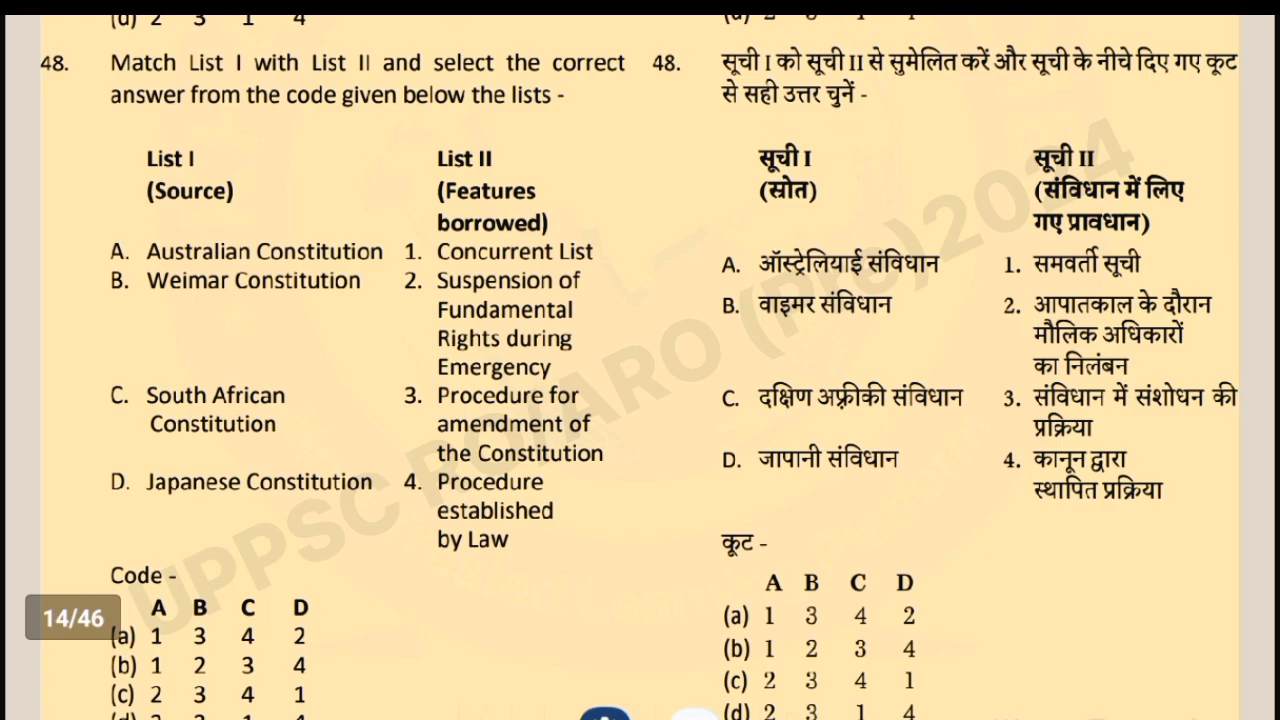 (d) 2 3 1 4
48. Match List I with List II and select the correct
answer from the code given below the lists -
List I List II
(Source) (Features
borrowed)
A. Australian Constitution 1. Concurrent List
B. Weimar Constitution 2. Suspension of
Fundamental
Rights during
Emergency
C. South African 3. Procedure for
Constitution amendment of
the Constitution
D. Japanese Constitution 4. Procedure
established
by Law
Code -
A B C D
(a) 1 3 4 2
(b) 1 2 3 4
(c) 2 3 4 1
48. सूची I को सूची II से सुमेलित करें और सूची के नीचे दिए गए कूट
से सही उत्तर चुनें -
सूची I सूची II
(स्रोत) (संविधान में लिए
गए प्रावधान)
A. ऑस्ट्रेलियाई संविधान 1. समवर्ती सूची
B. वाइमर संविधान 2. आपातकाल के दौरान
मौलिक अधिकारों
का निलंबन
C. दक्षिण अफ़्रीकी संविधान 3. संविधान में संशोधन की
प्रक्रिया
D. जापानी संविधान 4. कानून द्वारा
स्थापित प्रक्रिया
कूट -
A B C D
(a) 1 3 4 2
(b) 1 2 3 4
(c) 2 3 4 1
(d) 2 3 1 4
14/46
UPPSC RO/ARO (Pre) 2024